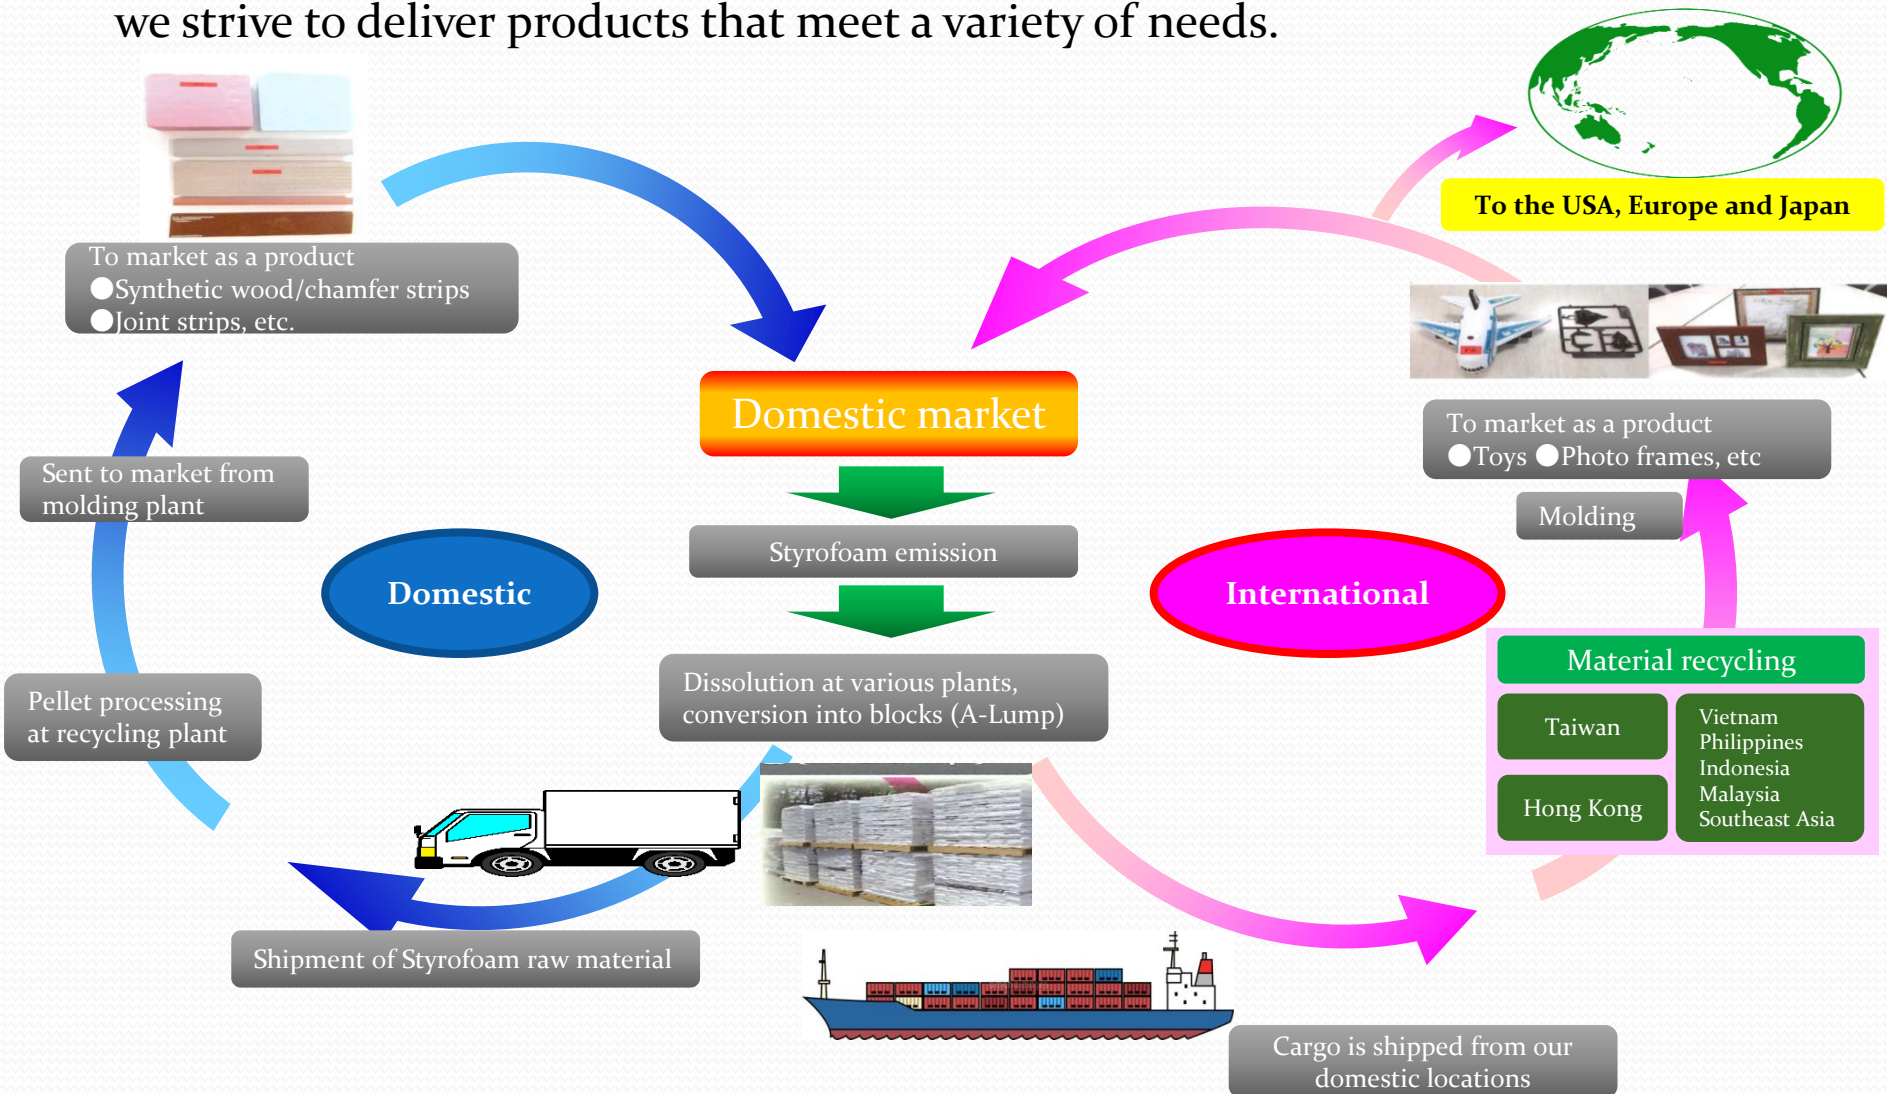 we strive to deliver products that meet a variety of needs.
To the USA, Europe and Japan
To market as a product
●Synthetic wood/chamfer strips
●Joint strips, etc.
Domestic market
To market as a product
●Toys ●Photo frames, etc
Sent to market from
molding plant
Molding
Styrofoam emission
Domestic
International
Material recycling
Pellet processing
at recycling plant
Dissolution at various plants,
conversion into blocks (A-Lump)
Taiwan
Hong Kong
Vietnam
Philippines
Indonesia
Malaysia
Southeast Asia
Shipment of Styrofoam raw material
Cargo is shipped from our
domestic locations